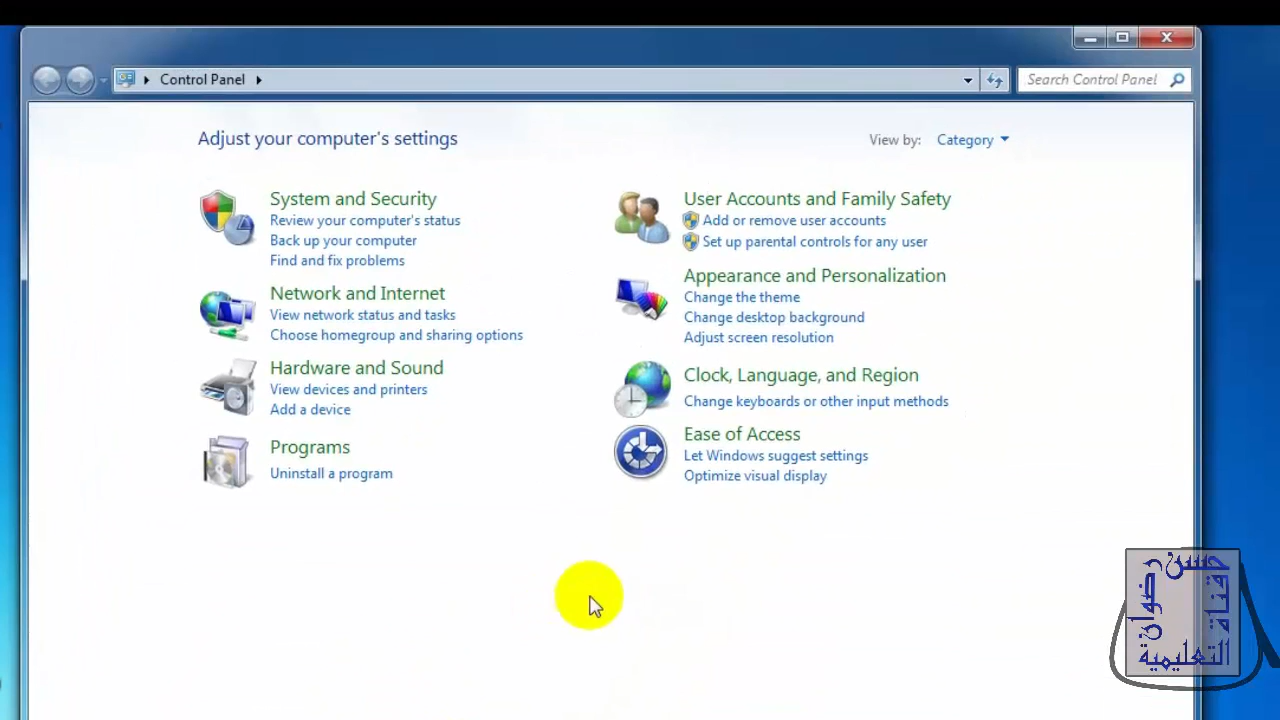 Control Panel
Search Control Panel
Adjust your computer's settings
View by: Category
System and Security
Review your computer's status
Back up your computer
Find and fix problems
Network and Internet
View network status and tasks
Choose homegroup and sharing options
Hardware and Sound
View devices and printers
Add a device
Programs
Uninstall a program
User Accounts and Family Safety
Add or remove user accounts
Set up parental controls for any user
Appearance and Personalization
Change the theme
Change desktop background
Adjust screen resolution
Clock, Language, and Region
Change keyboards or other input methods
Ease of Access
Let Windows suggest settings
Optimize visual display
حسن رضوان
قناة
التعليمية